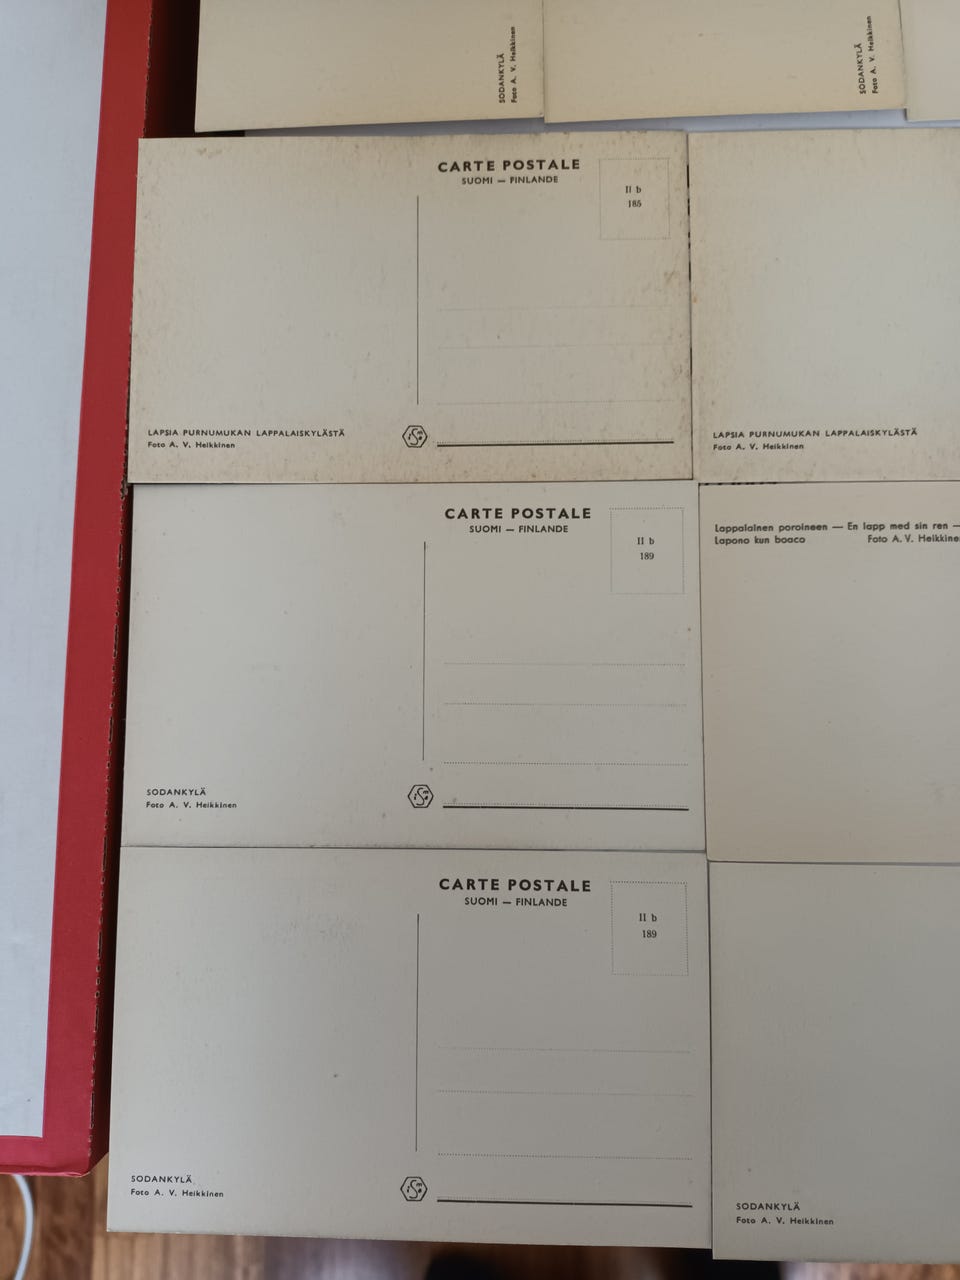 SODANKYLÄ
Foto A. V. Heikkinen
SODANKYLÄ
Foto A. V. Heikkinen
CARTE POSTALE
SUOMI — FINLANDE
II b
185
LAPSIA PURNUMUKAN LAPPALAISKYLÄSTÄ
Foto A. V. Heikkinen
LAPSIA PURNUMUKAN LAPPALAISKYLÄSTÄ
Foto A. V. Heikkinen
CARTE POSTALE
SUOMI — FINLANDE
II b
189
SODANKYLÄ
Foto A. V. Heikkinen
Lappalainen poroineen — En lapp med sin ren —
Lapono kun boaco Foto A. V. Heikkine
CARTE POSTALE
SUOMI — FINLANDE
II b
189
SODANKYLÄ
Foto A. V. Heikkinen
SODANKYLÄ
Foto A. V. Heikkinen